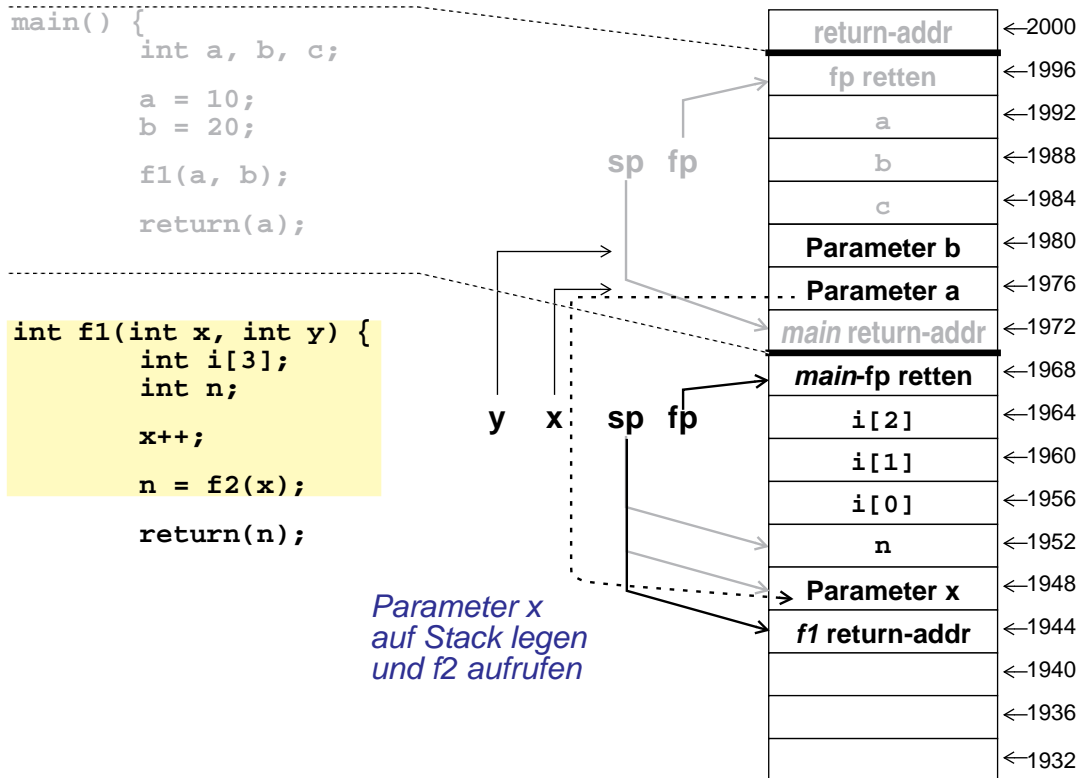 main() {
int a, b, c;
a = 10;
b = 20;
f1(a, b);
return(a);
int f1(int x, int y) {
int i[3];
int n;
x++;
n = f2(x);
return(n);
Parameter x
auf Stack legen
und f2 aufrufen
sp fp
y x sp fp
return-addr ←2000
fp retten ←1996
a ←1992
b ←1988
c ←1984
Parameter b ←1980
Parameter a ←1976
main return-addr ←1972
main-fp retten ←1968
i[2] ←1964
i[1] ←1960
i[0] ←1956
n ←1952
Parameter x ←1948
f1 return-addr ←1944
←1940
←1936
←1932